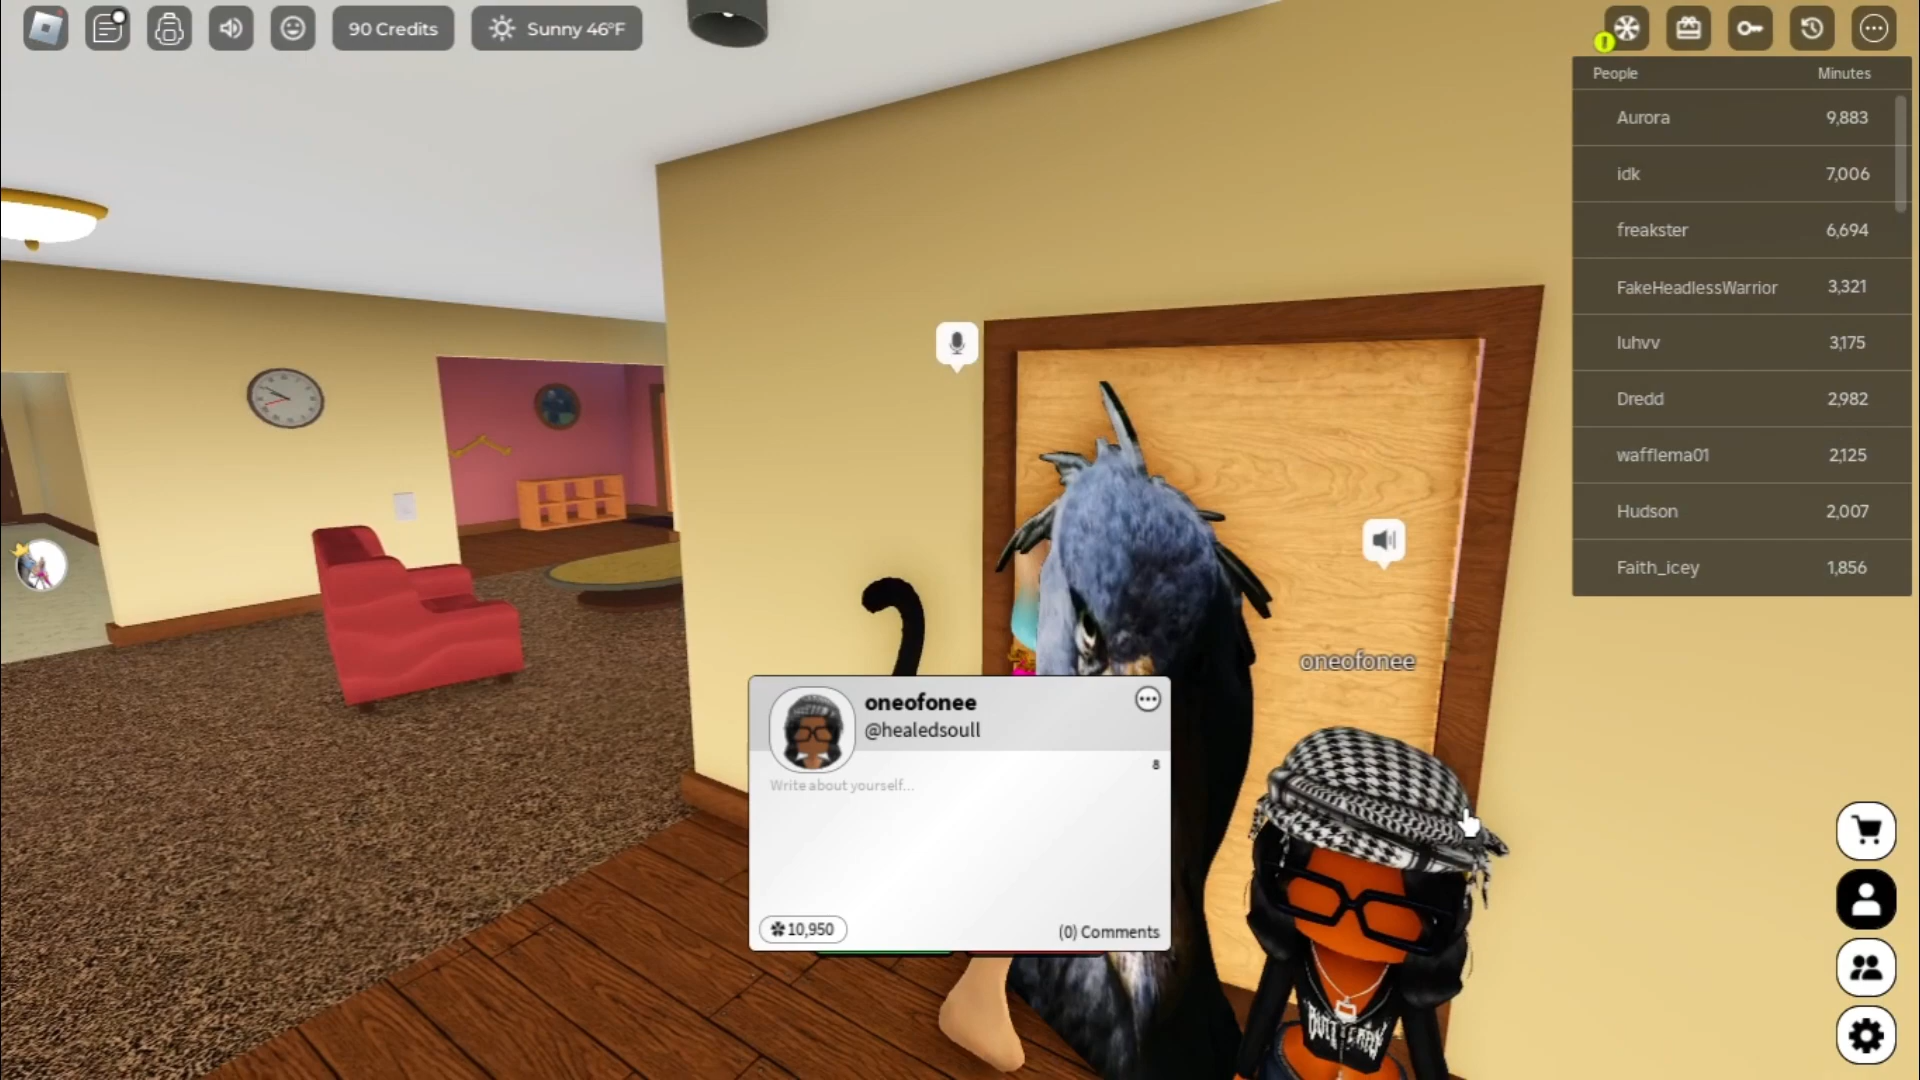 90 Credits
Sunny 46°F
People Minutes
Aurora 9,883
idk 7,006
freakster 6,694
FakeHeadlessWarrior 3,321
luhvv 3,175
Dredd 2,982
wafflema01 2,125
Hudson 2,007
Faith_icey 1,856
oneofonee
oneofonee
@healedsoull
8
Write about yourself...
10,950
(0) Comments